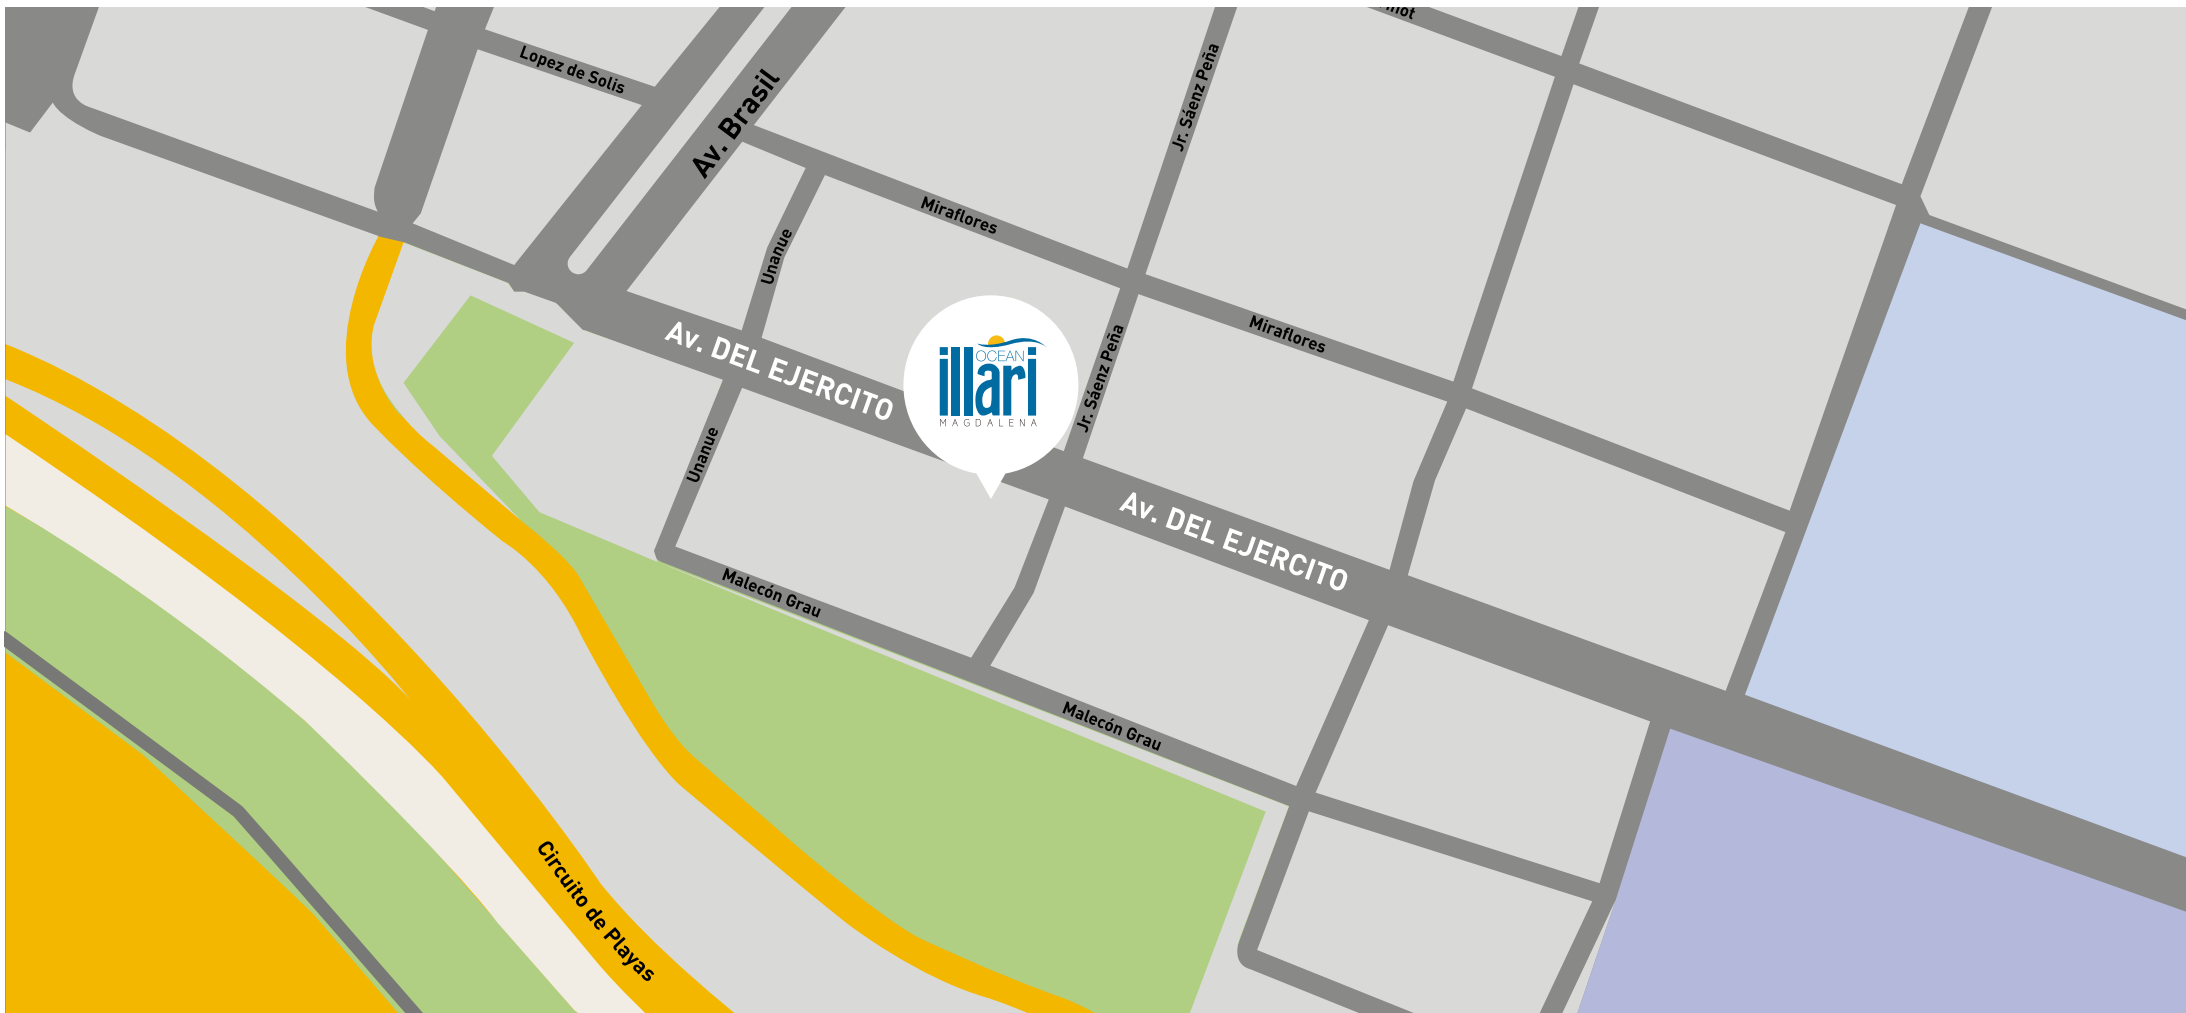 Lopez de Solis
Av. Brasil
Jr. Sáenz Peña
Miraflores
Unanue
Miraflores
Av. DEL EJERCITO
OCEAN
illari
MAGDALENA
Jr. Sáenz Peña
Unanue
Av. DEL EJERCITO
Malecón Grau
Malecón Grau
Circuito de Playas